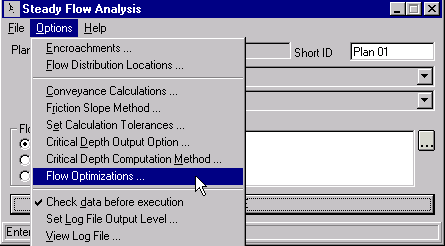 Steady Flow Analysis
File Options Help
Plan
Short ID Plan 01
Encroachments ...
Flow Distribution Locations ...
Conveyance Calculations ...
Friction Slope Method ...
Set Calculation Tolerances ...
Critical Depth Output Option ...
Critical Depth Computation Method ...
Flow Optimizations ...
Check data before execution
Set Log File Output Level ...
View Log File ...
Flo
...
Enter